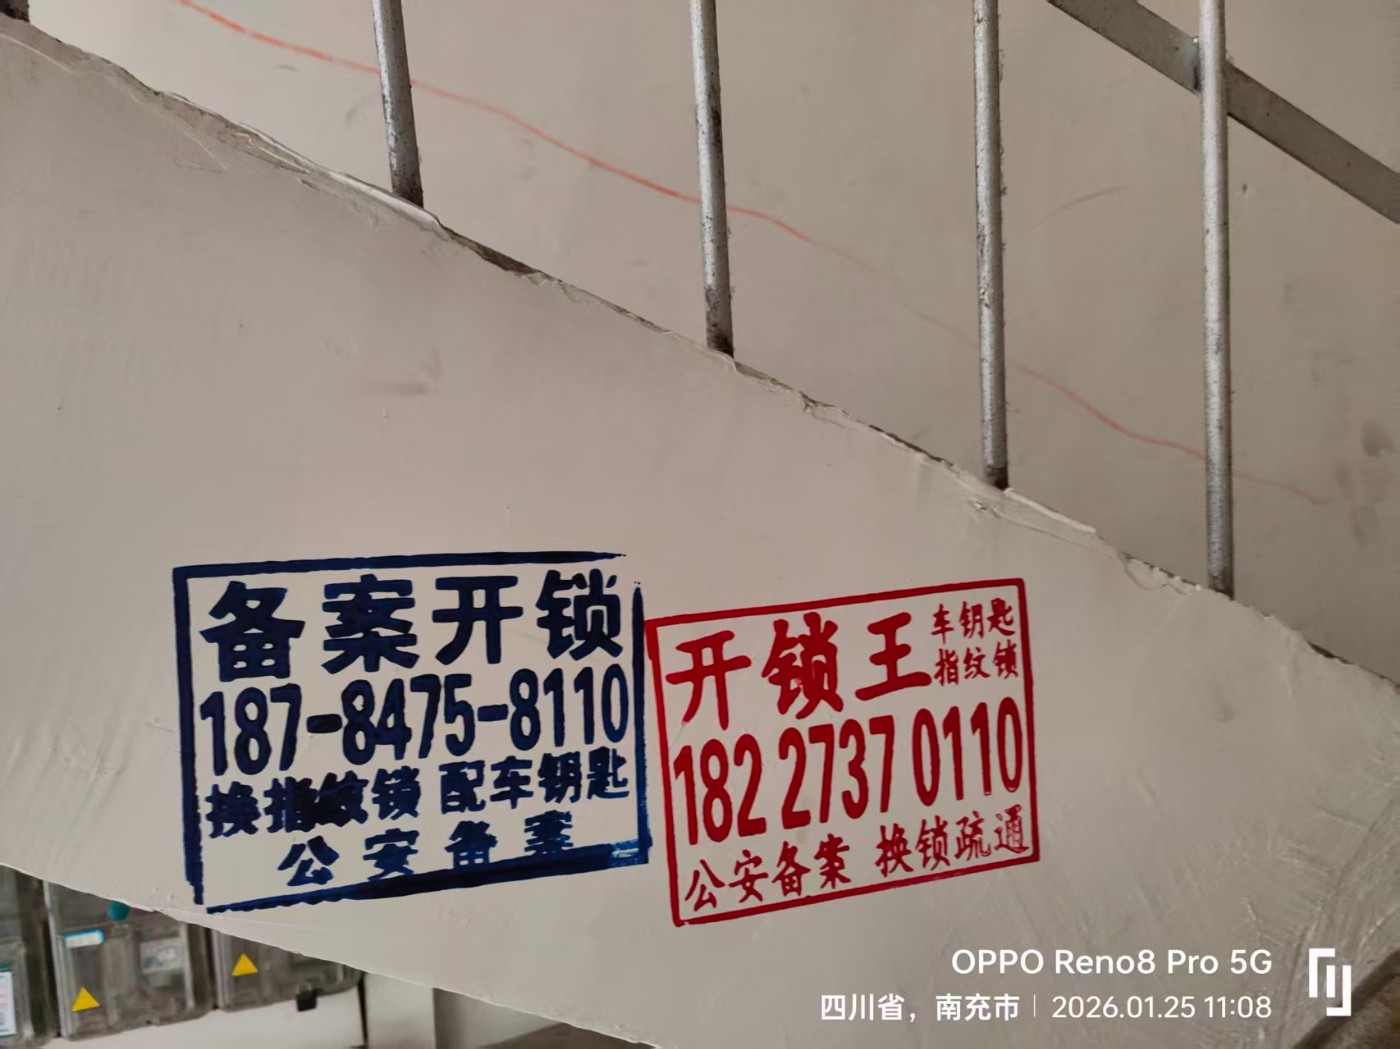 备案开锁
187-8475-8110
换指纹锁 配车钥匙
公安备案
开锁王
车钥匙
指纹锁
182 2737 0110
公安备案 换锁疏通
OPPO Reno8 Pro 5G
四川省，南充市 | 2026.01.25 11:08